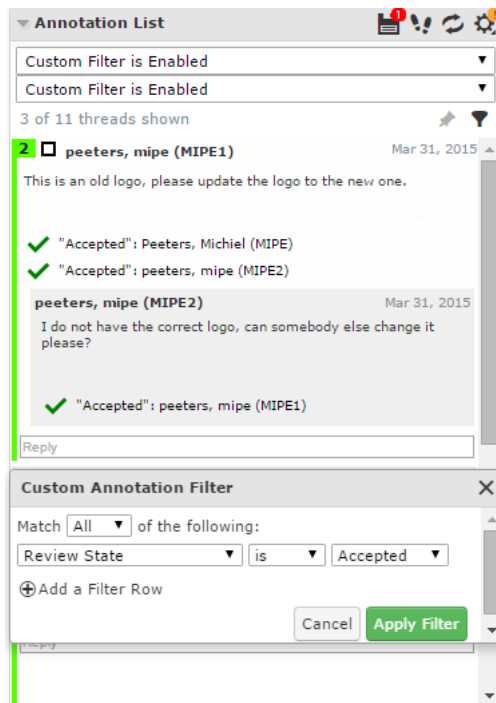 Annotation List
1
Custom Filter is Enabled
Custom Filter is Enabled
3 of 11 threads shown
2 peeters, mipe (MIPE1) Mar 31, 2015
This is an old logo, please update the logo to the new one.
"Accepted": Peeters, Michiel (MIPE)
"Accepted": peeters, mipe (MIPE2)
peeters, mipe (MIPE2) Mar 31, 2015
I do not have the correct logo, can somebody else change it
please?
"Accepted": peeters, mipe (MIPE1)
Reply
Custom Annotation Filter
Match All of the following:
Review State is Accepted
Add a Filter Row
Cancel Apply Filter
Reply